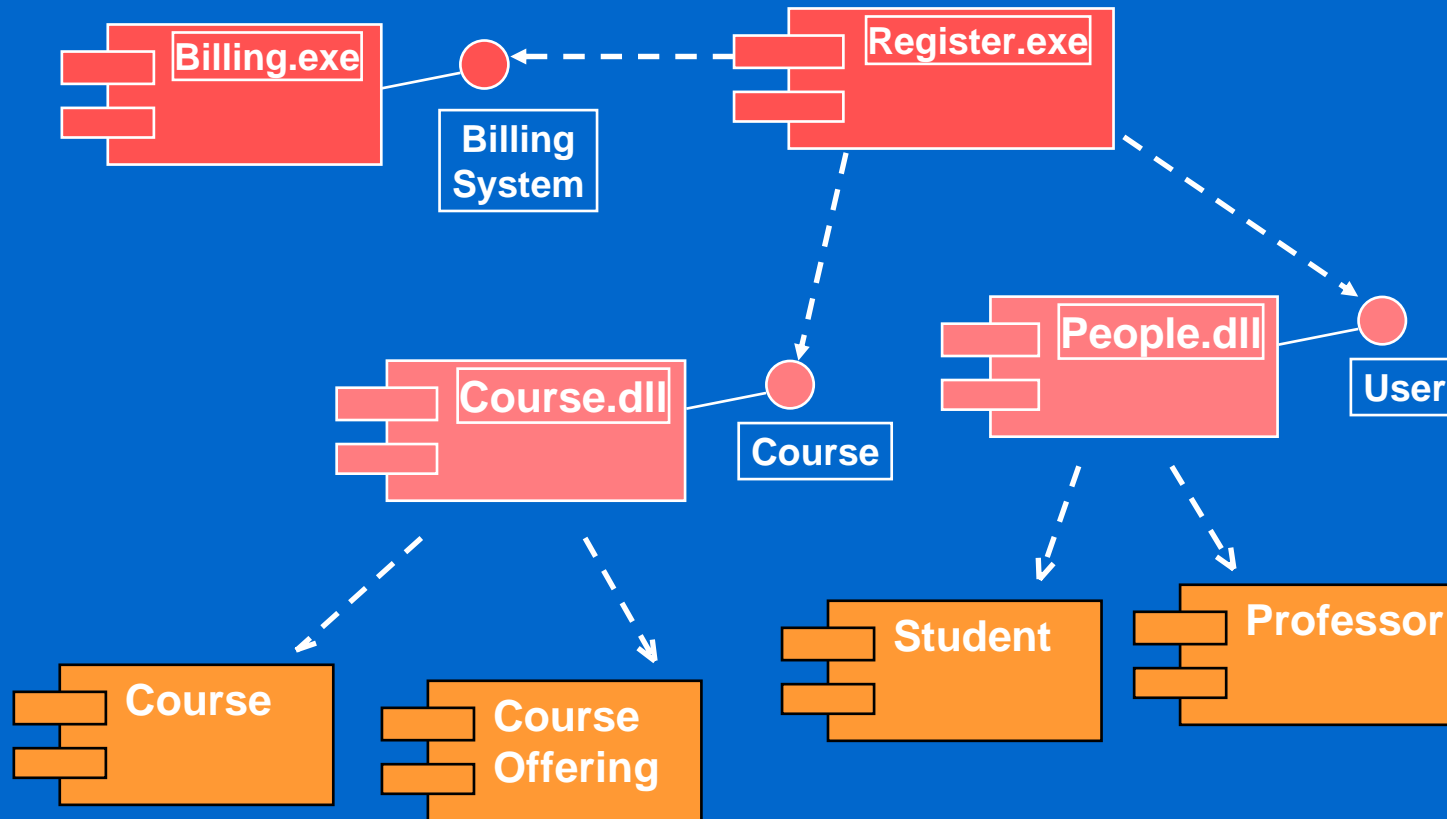 Billing.exe
Register.exe
Billing
System
People.dll
User
Course.dll
Course
Student
Professor
Course
Course
Offering